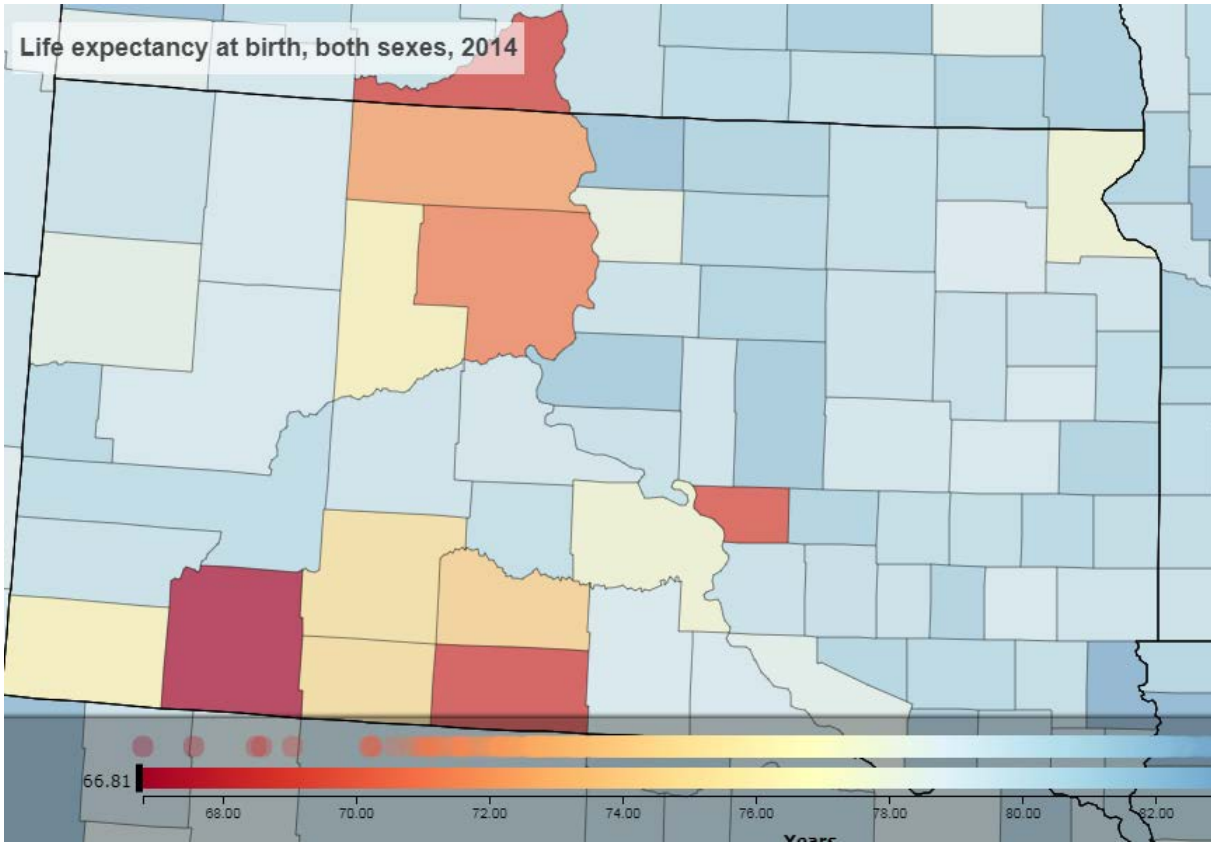 Life expectancy at birth, both sexes, 2014
66.81
68.00 70.00 72.00 74.00 76.00 78.00 80.00 82.00
Years